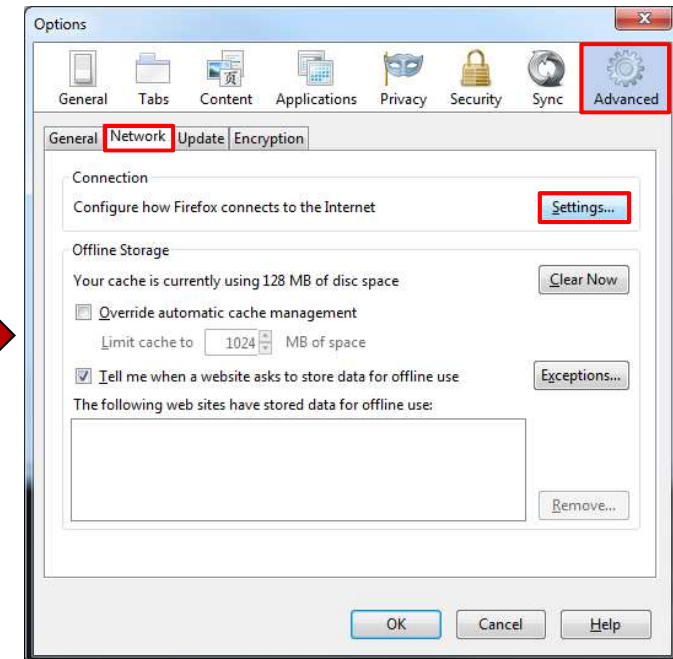 Options
General Tabs Content Applications Privacy Security Sync Advanced
页
General Network Update Encryption
Connection
Configure how Firefox connects to the Internet Settings...
Offline Storage
Your cache is currently using 128 MB of disc space Clear Now
Override automatic cache management
Limit cache to 1024 MB of space
Tell me when a website asks to store data for offline use Exceptions...
The following web sites have stored data for offline use:
Remove...
OK Cancel Help